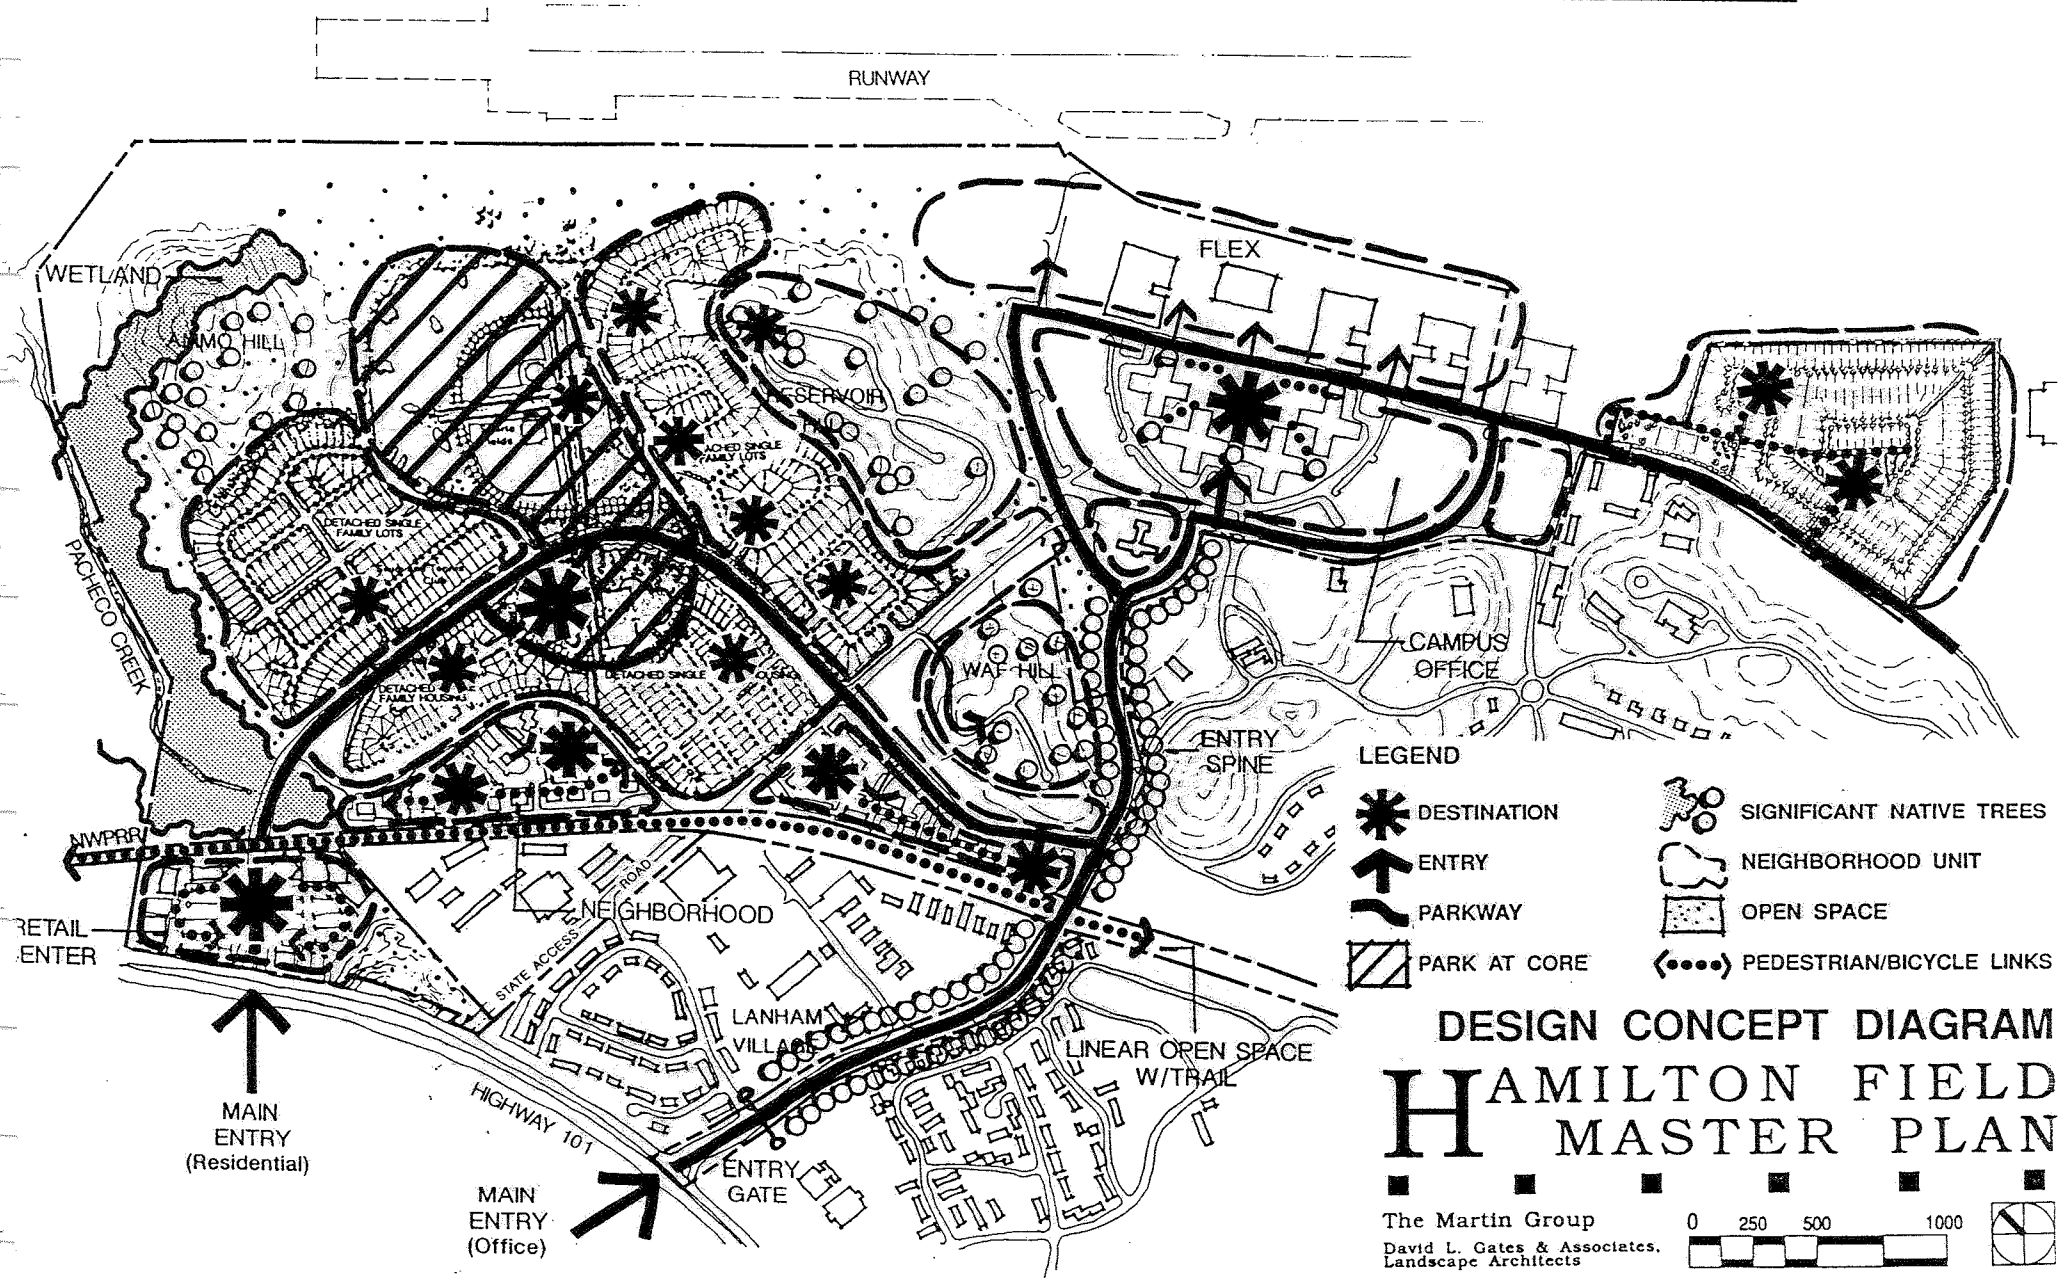 RUNWAY
FLEX
WETLAND
AMMO HILL
RESERVOIR
HILL
DETACHED SINGLE
FAMILY LOTS
DETACHED SINGLE
FAMILY LOTS
PACHECO CREEK
WAF HILL
CAMPUS
OFFICE
DETACHED
FAMILY HOUSING
DETACHED SINGLE
HOUSING
ENTRY
SPINE
NWPRR
RETAIL
CENTER
NEIGHBORHOOD
STATE ACCESS ROAD
LANHAM
VILLAGE
LINEAR OPEN SPACE
W/TRAIL
HIGHWAY 101
MAIN
ENTRY
(Residential)
ENTRY
GATE
MAIN
ENTRY
(Office)
LEGEND
DESTINATION
ENTRY
PARKWAY
PARK AT CORE
SIGNIFICANT NATIVE TREES
NEIGHBORHOOD UNIT
OPEN SPACE
PEDESTRIAN/BICYCLE LINKS
DESIGN CONCEPT DIAGRAM
HAMILTON FIELD
MASTER PLAN
The Martin Group
David L. Gates & Associates,
Landscape Architects
0 250 500 1000